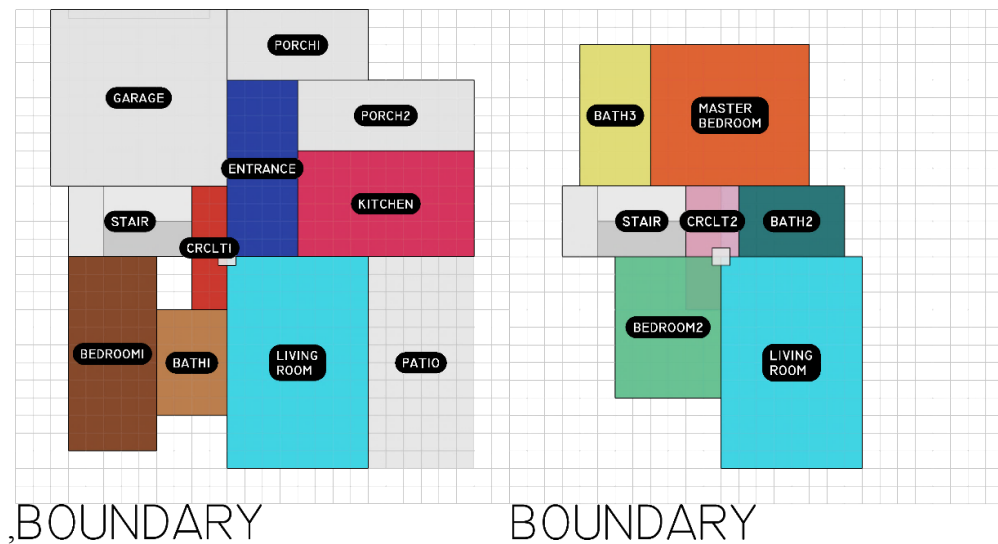 PORCH1
GARAGE
PORCH2
ENTRANCE
KITCHEN
STAIR
CRCLT1
BEDROOM1
BATH1
LIVING
ROOM
PATIO
,BOUNDARY
BATH3
MASTER
BEDROOM
STAIR
CRCLT2
BATH2
BEDROOM2
LIVING
ROOM
BOUNDARY